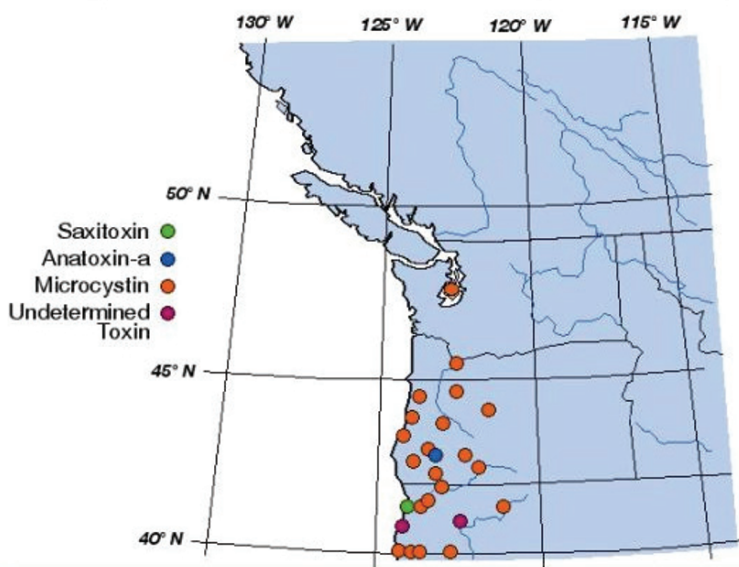 130° W 125° W 120° W 115° W
50° N
Saxitoxin
Anatoxin-a
Microcystin
Undetermined
Toxin
45° N
40° N